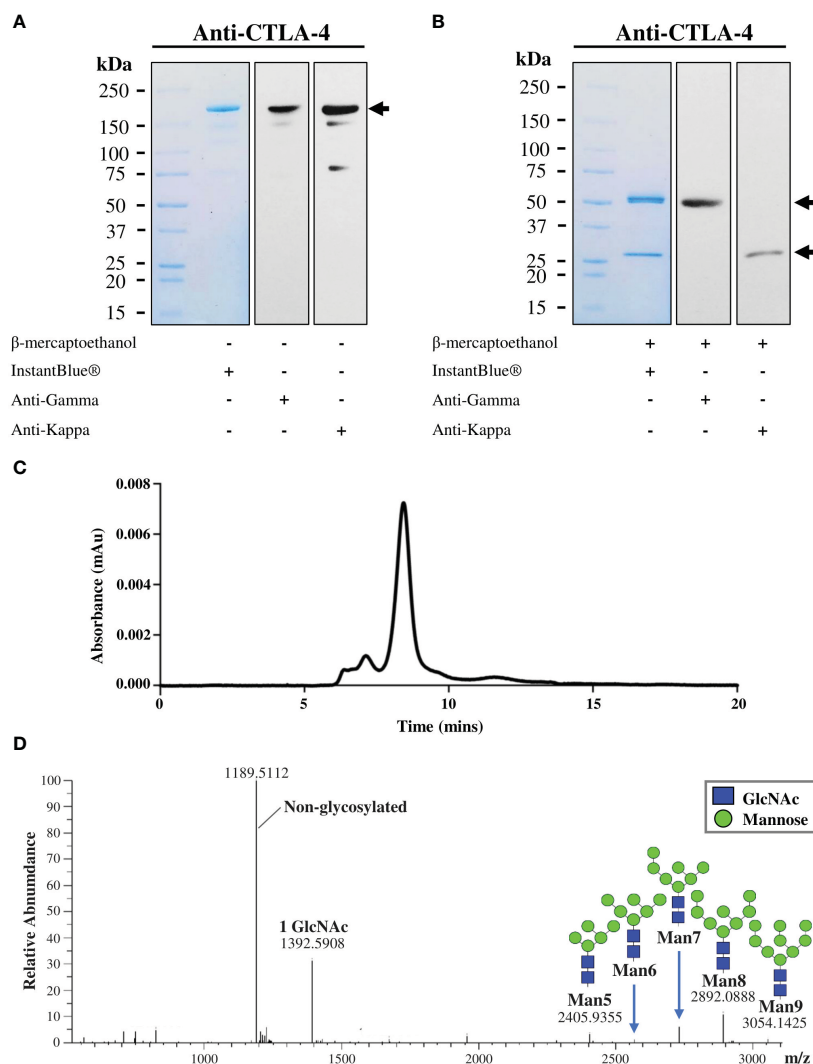 A
Anti-CTLA-4
kDa
250
150
100
75
50
37
25
20
15
β-mercaptoethanol - - -
InstantBlue® + - -
Anti-Gamma - + -
Anti-Kappa - - +
B
Anti-CTLA-4
kDa
250
150
100
75
50
37
25
20
15
β-mercaptoethanol + + +
InstantBlue® + - -
Anti-Gamma - + -
Anti-Kappa - - +
C
0.008
0.006
0.004
0.002
0.000
Absorbance (mAu)
0 5 10 15 20
Time (mins)
D
1189.5112
Non-glycosylated
1 GlcNAc
1392.5908
GlcNAc
Mannose
Man5
2405.9355
Man6
Man7
Man8
2892.0888
Man9
3054.1425
100
90
80
70
60
50
40
30
20
10
0
Relative Abnumdance
1000 1500 2000 2500 3000 m/z